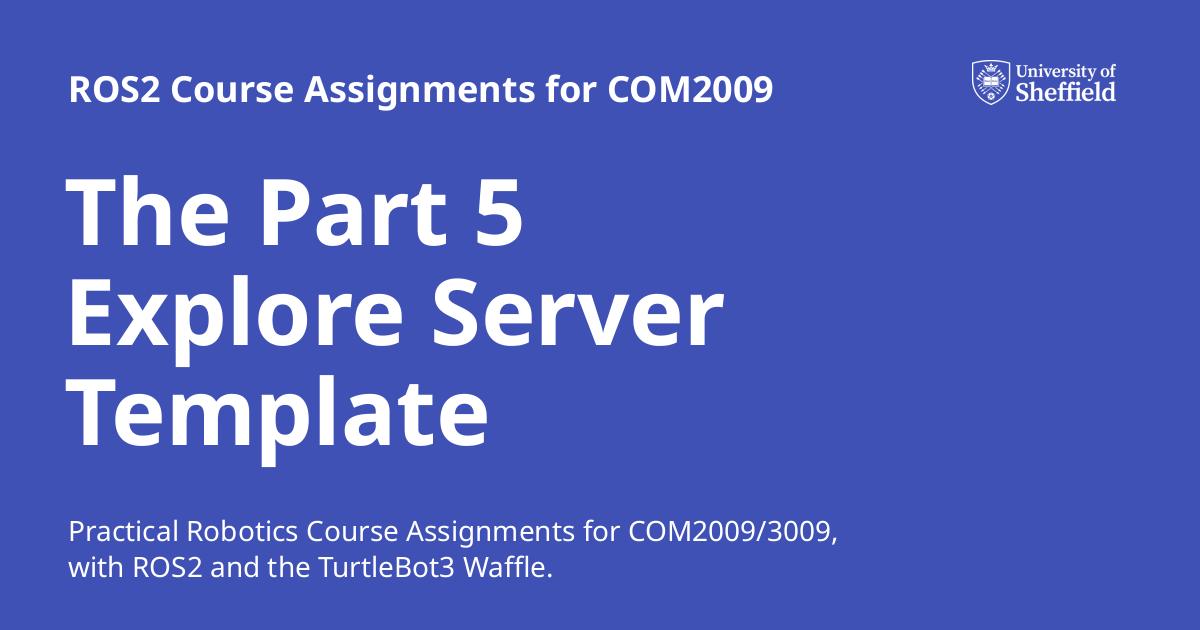 ROS2 Course Assignments for COM2009
University of
Sheffield
The Part 5
Explore Server
Template
Practical Robotics Course Assignments for COM2009/3009,
with ROS2 and the TurtleBot3 Waffle.